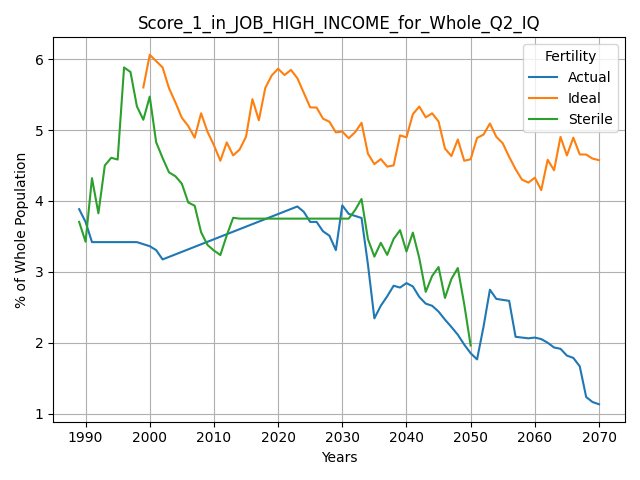 Score_1_in_JOB_HIGH_INCOME_for_Whole_Q2_IQ
Fertility
Actual
Ideal
Sterile
% of Whole Population
6
5
4
3
2
1
1990 2000 2010 2020 2030 2040 2050 2060 2070
Years